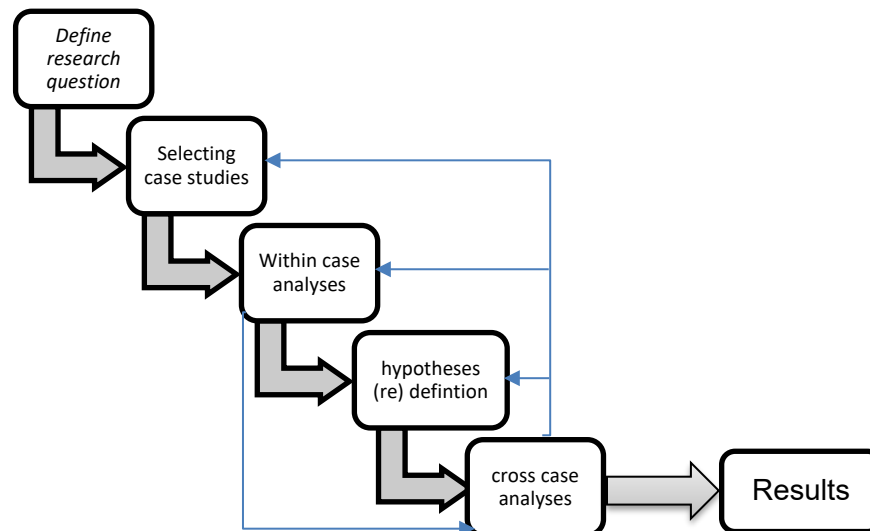 Define
research
question
Selecting
case studies
Within case
analyses
hypotheses
(re) defintion
cross case
analyses
Results